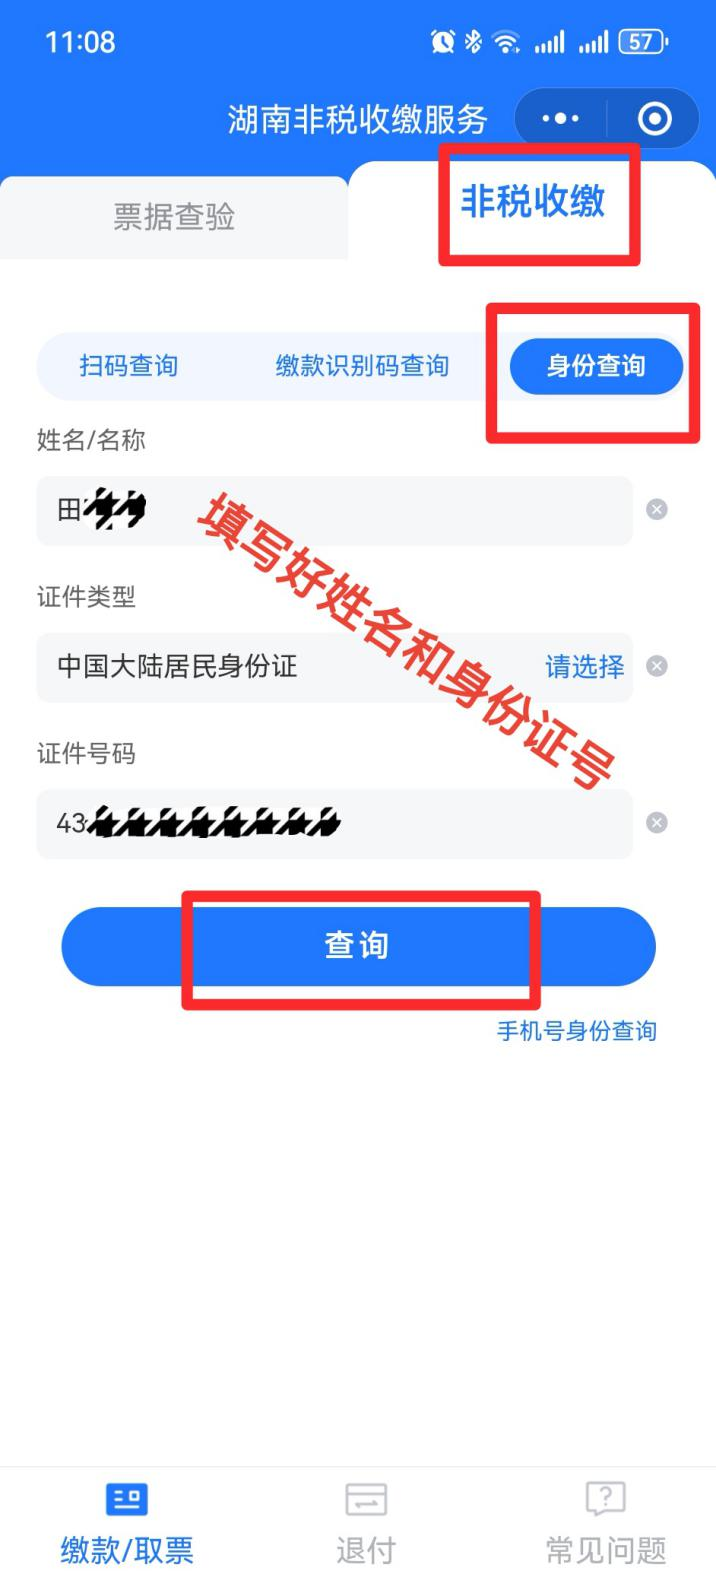 11:08
57
湖南非税收缴服务
票据查验
非税收缴
扫码查询
缴款识别码查询
身份查询
姓名/名称
田
填写好姓名和身份证号
证件类型
中国大陆居民身份证
请选择
证件号码
43
查询
手机号身份查询
缴款/取票
退付
常见问题